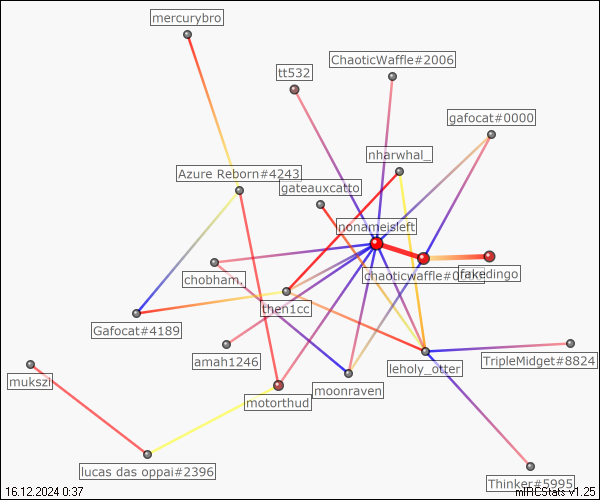 mercurybro
ChaoticWaffle#2006
tt532
gafocat#0000
nharwhal_
Azure Reborn#4243
gateauxcatto
nonameisleft
chobham.
chaoticwaffle#0
fakedingo
then1cc
Gafocat#4189
amah1246
leholy_otter
TripleMidget#8824
mukszi
moonraven
motorthud
lucas das oppai#2396
Thinker#5995
16.12.2024 0:37
mIRCStats v1.25